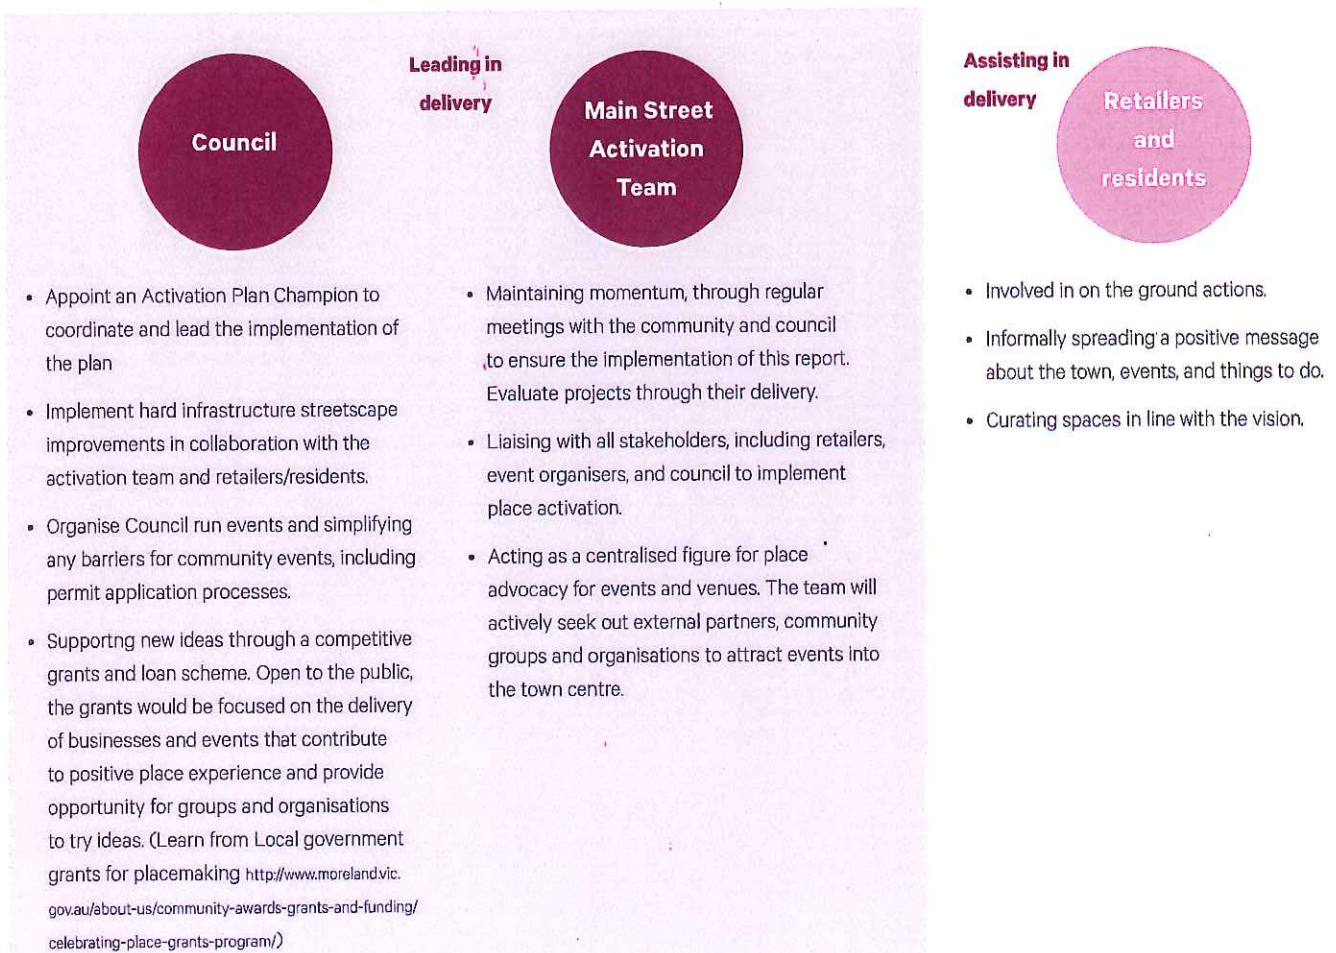 Council
Leading in
delivery
Main Street
Activation
Team
Assisting in
delivery
Retailers
and
residents
• Appoint an Activation Plan Champion to
coordinate and lead the implementation of
the plan
• Implement hard infrastructure streetscape
improvements in collaboration with the
activation team and retailers/residents.
• Organise Council run events and simplifying
any barriers for community events, including
permit application processes.
• Supportng new ideas through a competitive
grants and loan scheme. Open to the public,
the grants would be focused on the delivery
of businesses and events that contribute
to positive place experience and provide
opportunity for groups and organisations
to try ideas. (Learn from Local government
grants for placemaking http://www.moreland.vic.
gov.au/about-us/community-awards-grants-and-funding/
celebrating-place-grants-program/)
• Maintaining momentum, through regular
meetings with the community and council
to ensure the implementation of this report.
Evaluate projects through their delivery.
• Liaising with all stakeholders, including retailers,
event organisers, and council to implement
place activation.
• Acting as a centralised figure for place
advocacy for events and venues. The team will
actively seek out external partners, community
groups and organisations to attract events into
the town centre.
• Involved in on the ground actions.
• Informally spreading a positive message
about the town, events, and things to do.
• Curating spaces in line with the vision.